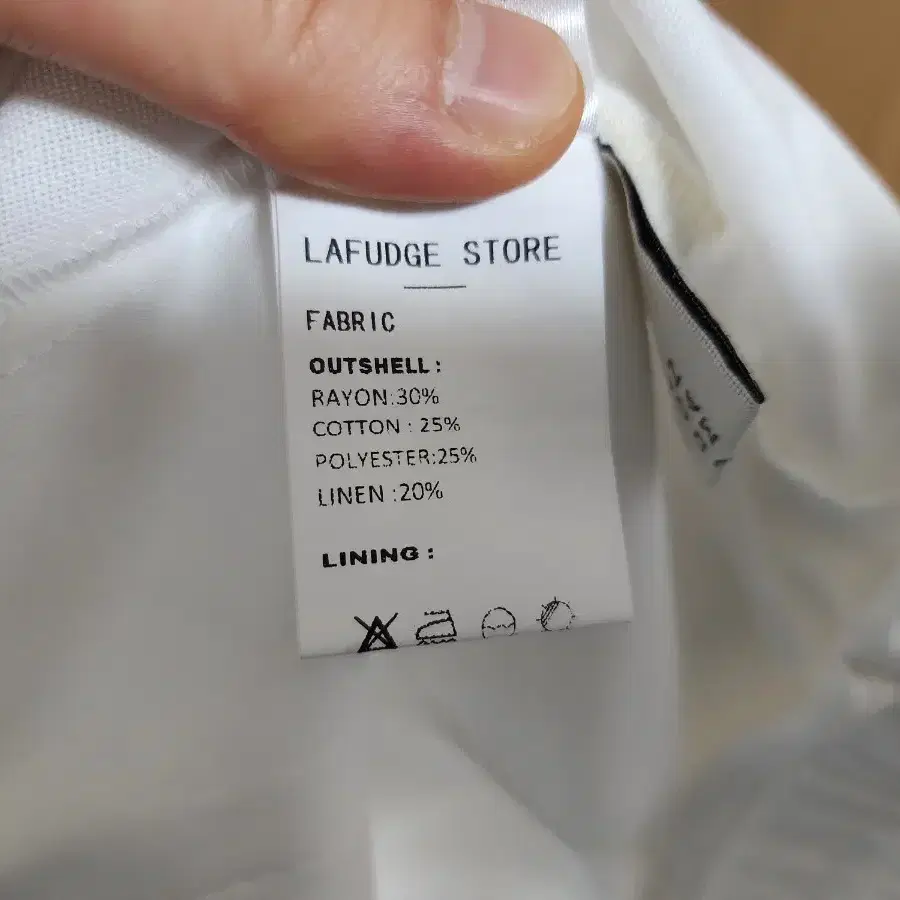 LAFUDGE STORE
FABRIC
OUTSHELL:
RAYON:30%
COTTON : 25%
POLYESTER:25%
LINEN :20%
LINING :